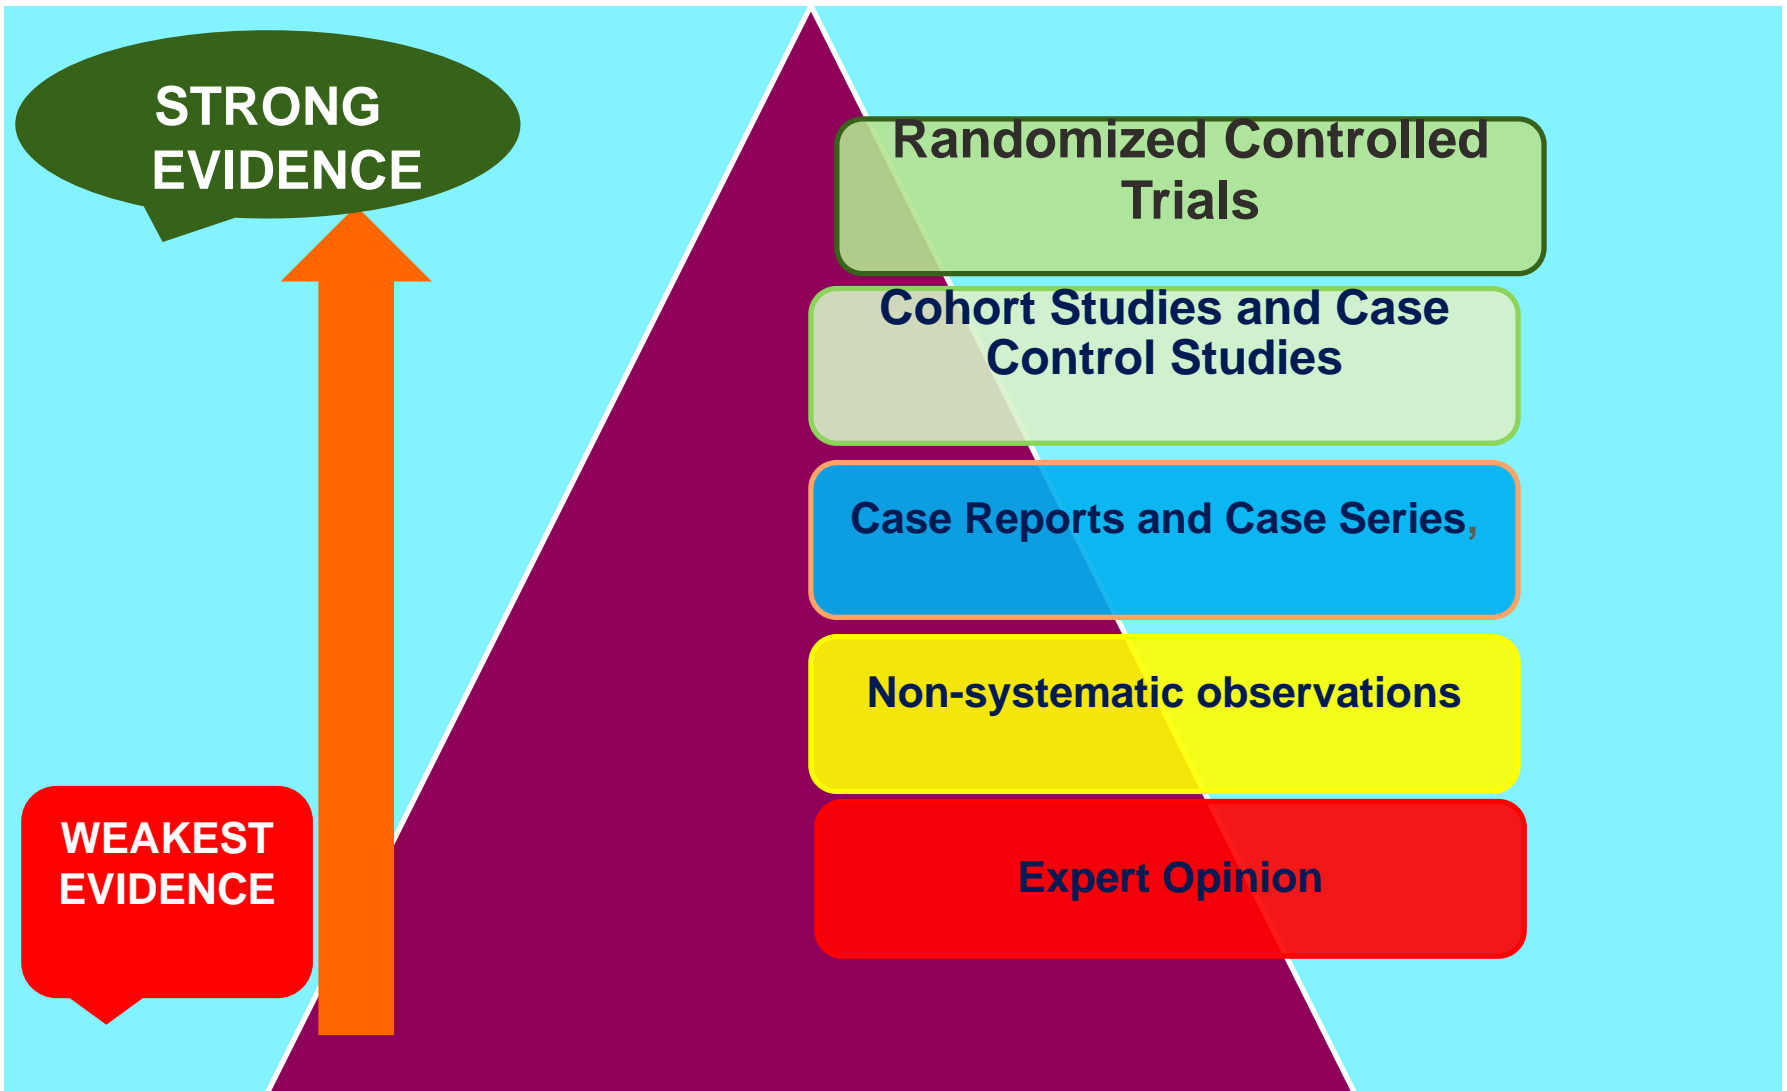 STRONG
EVIDENCE
Randomized Controlled
Trials
Cohort Studies and Case
Control Studies
Case Reports and Case Series,
Non-systematic observations
WEAKEST
EVIDENCE
Expert Opinion